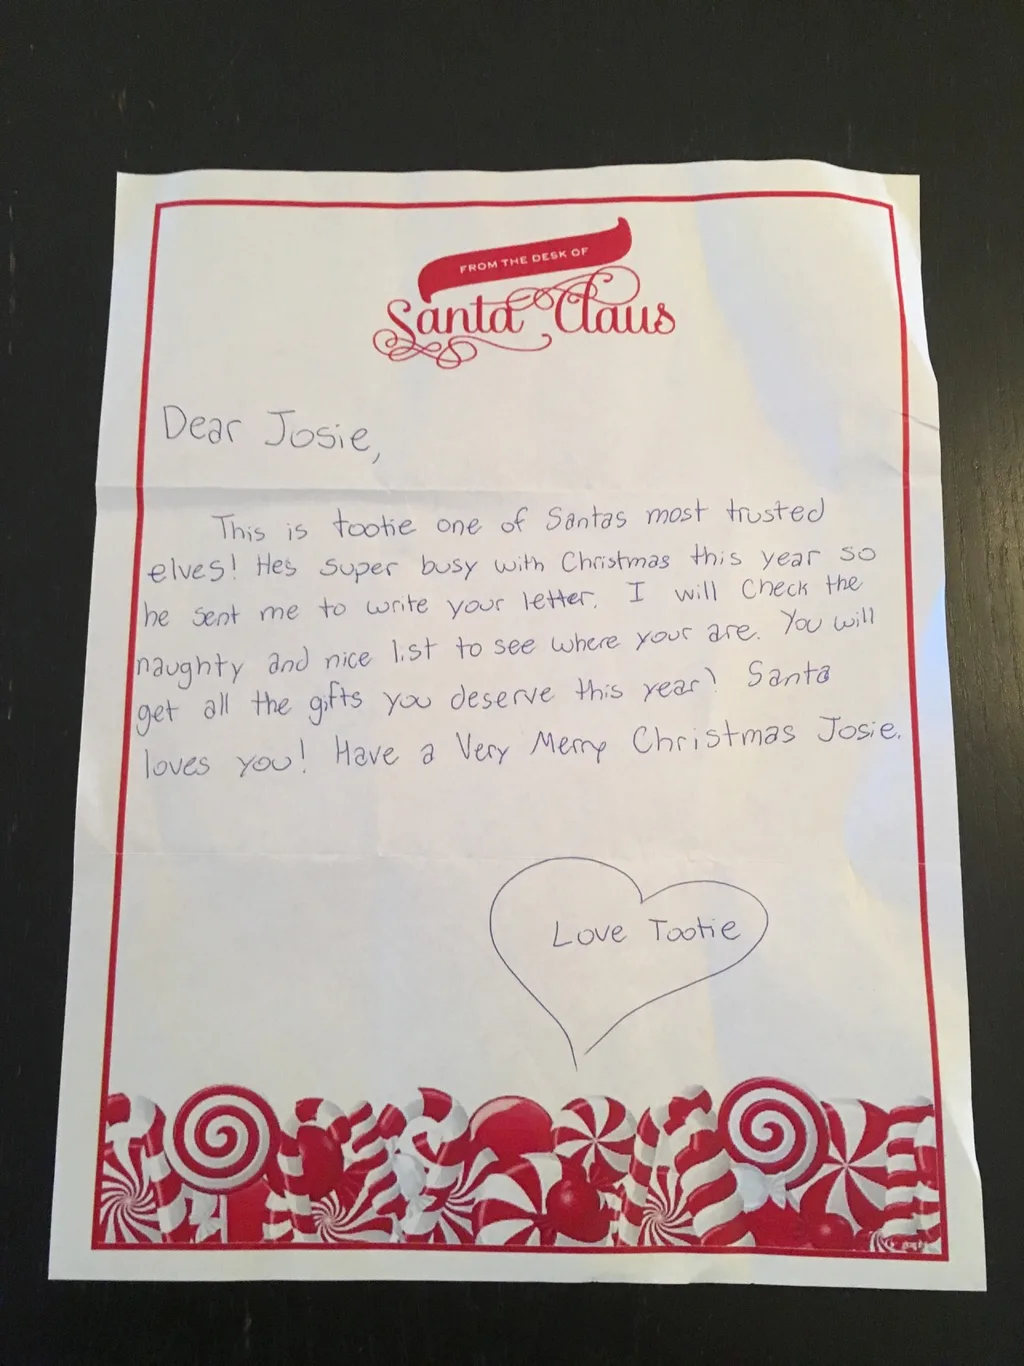 FROM THE DESK OF
Santa Claus
Dear Josie,
This is tootie one of Santas most trusted
elves! Hes super busy with Christmas this year so
he sent me to write your letter. I will Check the
naughty and nice list to see where your are. You will
get all the gifts you deserve this year! Santa
loves you! Have a Very Merry Christmas Josie.
Love Tootie